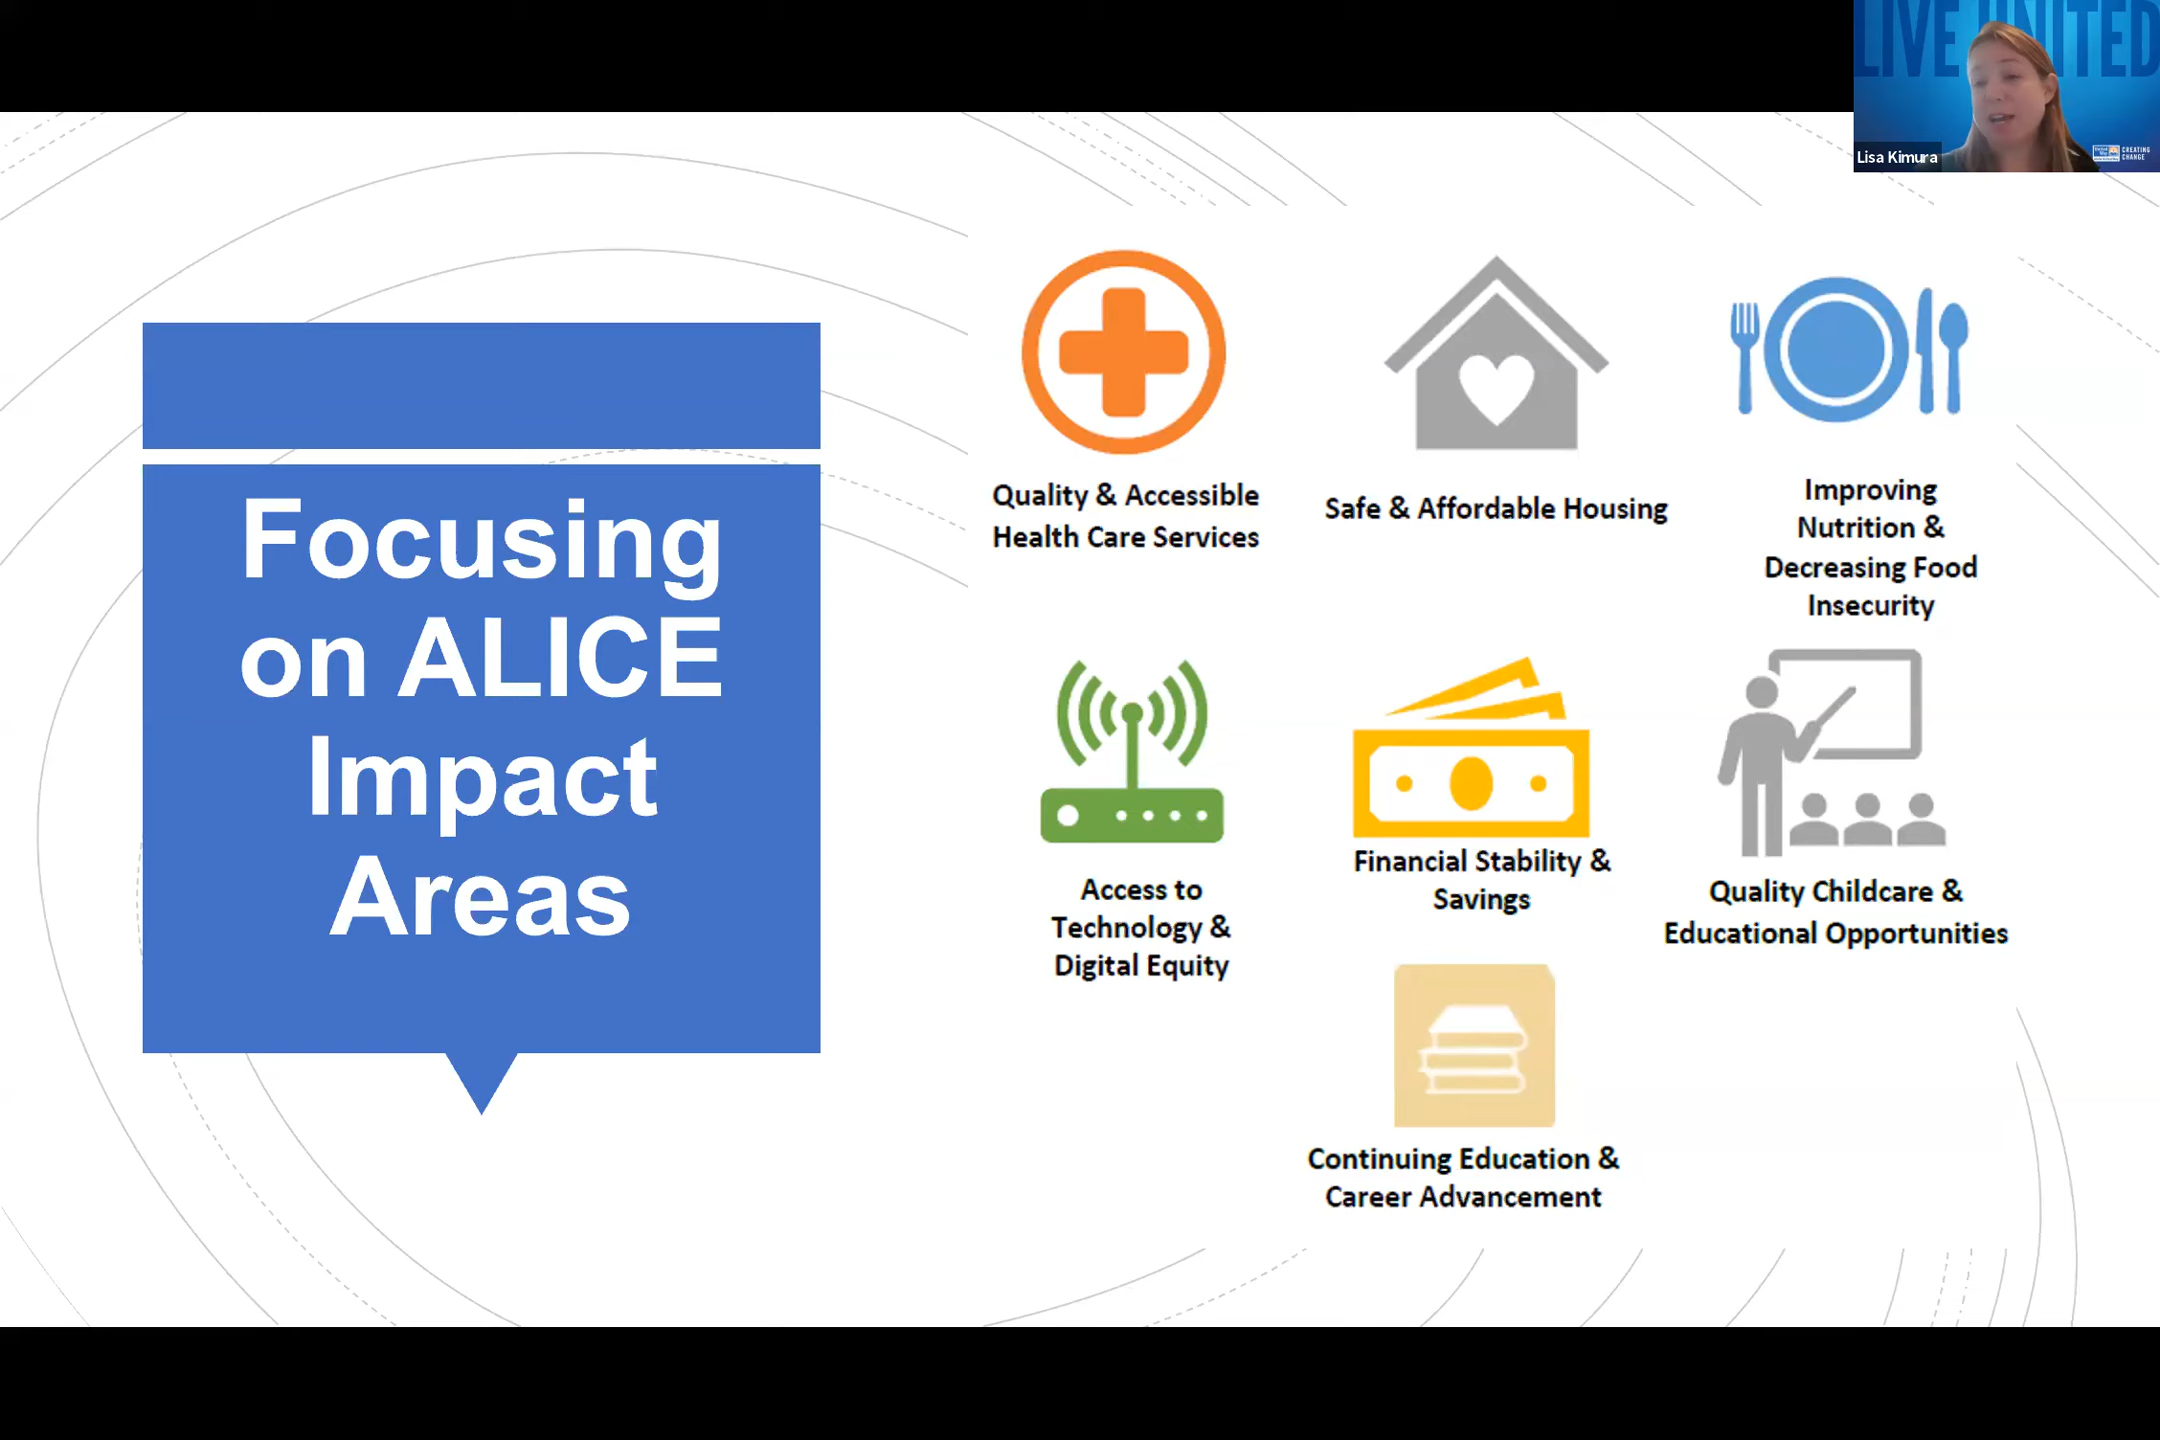 LIVE UNITED
Lisa Kimura
CREATING
CHANGE
Focusing
on ALICE
Impact
Areas
Quality & Accessible
Health Care Services
Safe & Affordable Housing
Improving
Nutrition &
Decreasing Food
Insecurity
Access to
Technology &
Digital Equity
Financial Stability &
Savings
Quality Childcare &
Educational Opportunities
Continuing Education &
Career Advancement